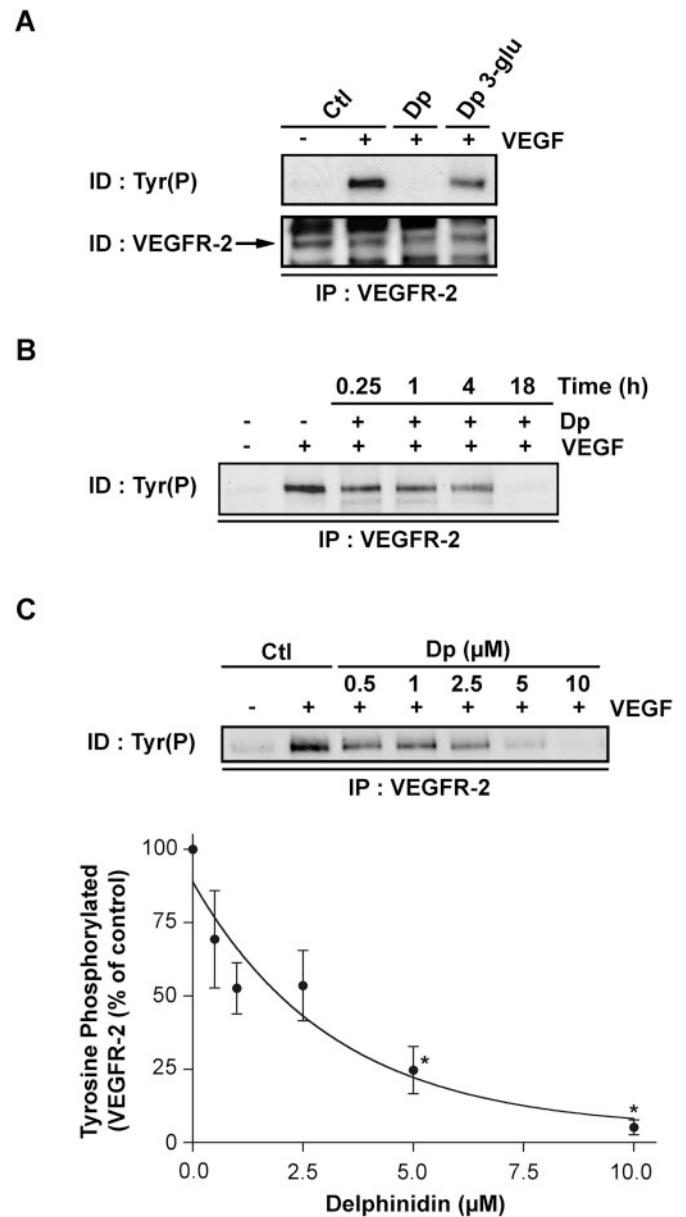 A
Ctl Dp Dp 3-glu
- + + + VEGF
ID : Tyr(P)
ID : VEGFR-2
IP : VEGFR-2
B
0.25 1 4 18 Time (h)
- - + + + + Dp
- + + + + + VEGF
ID : Tyr(P)
IP : VEGFR-2
C
Ctl Dp (µM)
0.5 1 2.5 5 10
- + + + + + + VEGF
ID : Tyr(P)
IP : VEGFR-2
Tyrosine Phosphorylated
(VEGFR-2 (% of control)
100
75
50
25
0
*
*
0.0 2.5 5.0 7.5 10.0
Delphinidin (µM)